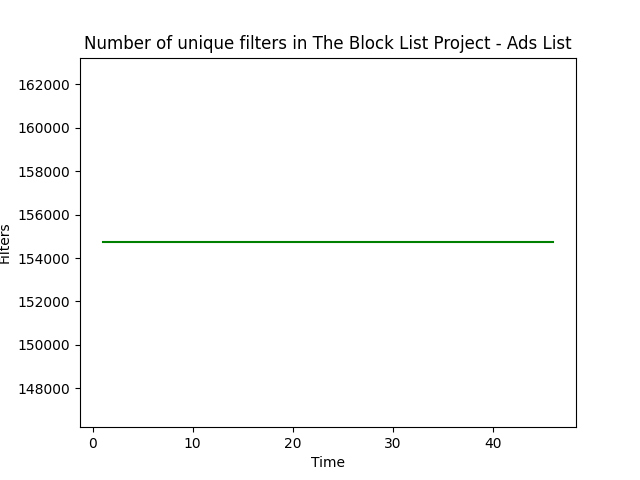 Number of unique filters in The Block List Project - Ads List
162000
160000
158000
156000
154000
152000
150000
148000
Filters
0 10 20 30 40
Time